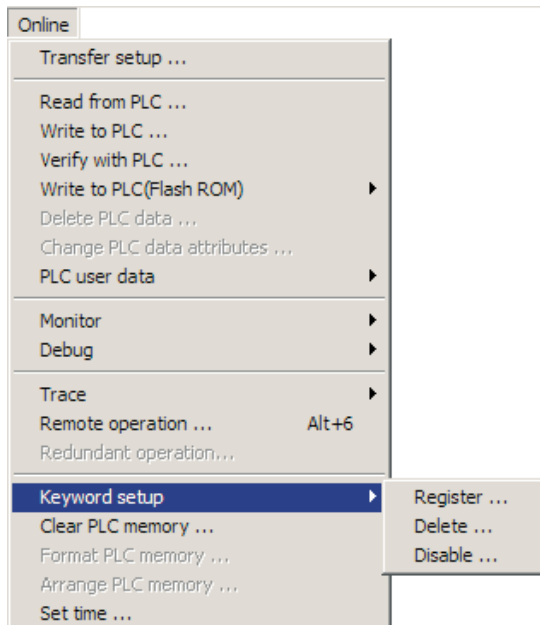 Online
Transfer setup ...
Read from PLC ...
Write to PLC ...
Verify with PLC ...
Write to PLC(Flash ROM)
Delete PLC data ...
Change PLC data attributes ...
PLC user data
Monitor
Debug
Trace
Remote operation ... Alt+6
Redundant operation...
Keyword setup Register ...
Clear PLC memory ... Delete ...
Format PLC memory ... Disable ...
Arrange PLC memory ...
Set time ...